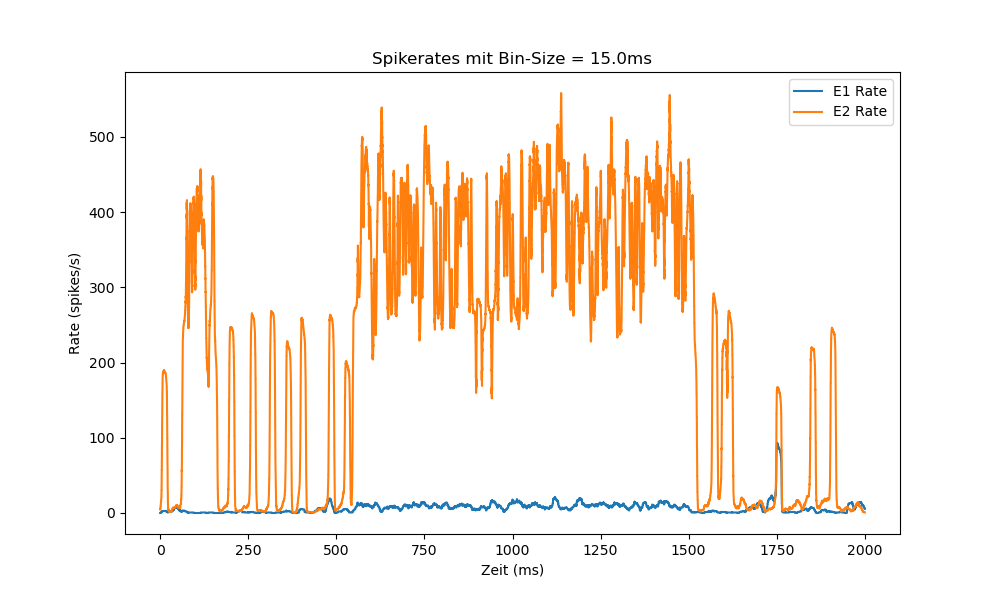 Spikerates mit Bin-Size = 15.0ms
E1 Rate
E2 Rate
Rate (spikes/s)
500
400
300
200
100
0
0 250 500 750 1000 1250 1500 1750 2000
Zeit (ms)